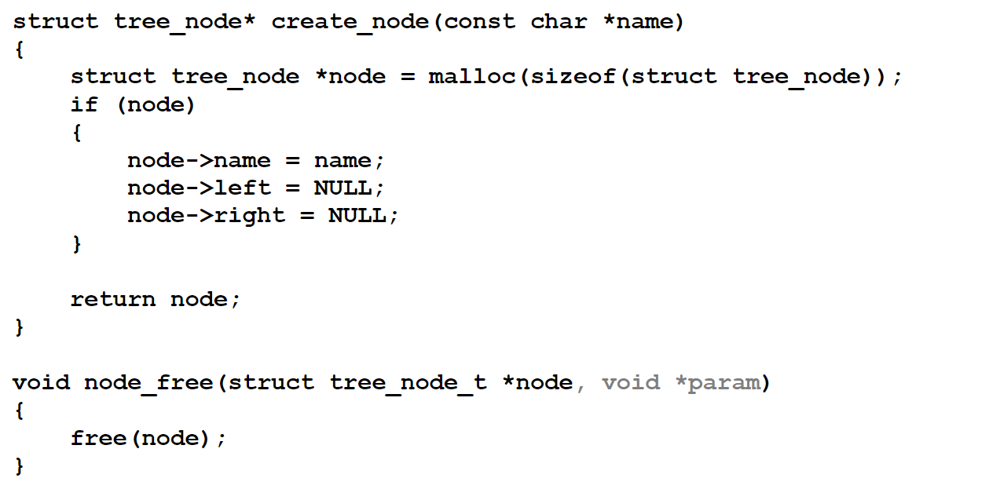 struct tree_node* create_node(const char *name)
{
    struct tree_node *node = malloc(sizeof(struct tree_node));
    if (node)
    {
        node->name = name;
        node->left = NULL;
        node->right = NULL;
    }

    return node;
}

void node_free(struct tree_node_t *node, void *param)
{
    free(node);
}